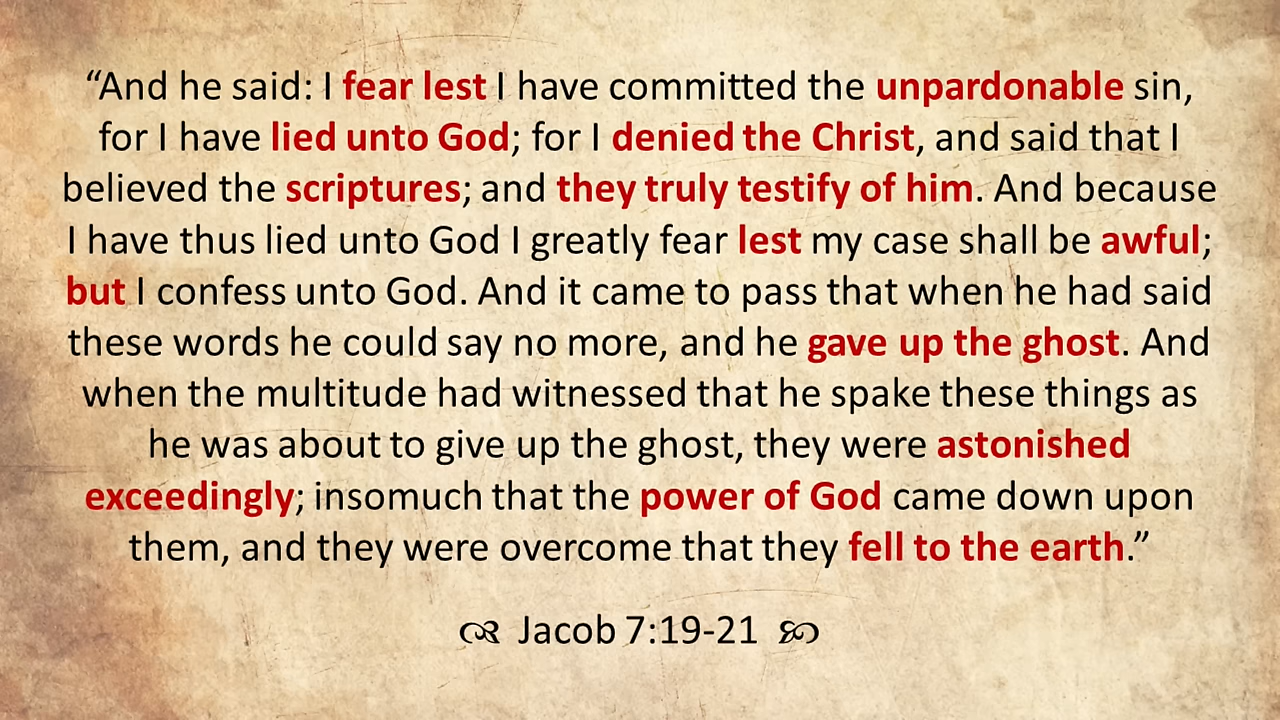 “And he said: I fear lest I have committed the unpardonable sin,
for I have lied unto God; for I denied the Christ, and said that I
believed the scriptures; and they truly testify of him. And because
I have thus lied unto God I greatly fear lest my case shall be awful;
but I confess unto God. And it came to pass that when he had said
these words he could say no more, and he gave up the ghost. And
when the multitude had witnessed that he spake these things as
he was about to give up the ghost, they were astonished
exceedingly; insomuch that the power of God came down upon
them, and they were overcome that they fell to the earth.”
Jacob 7:19-21